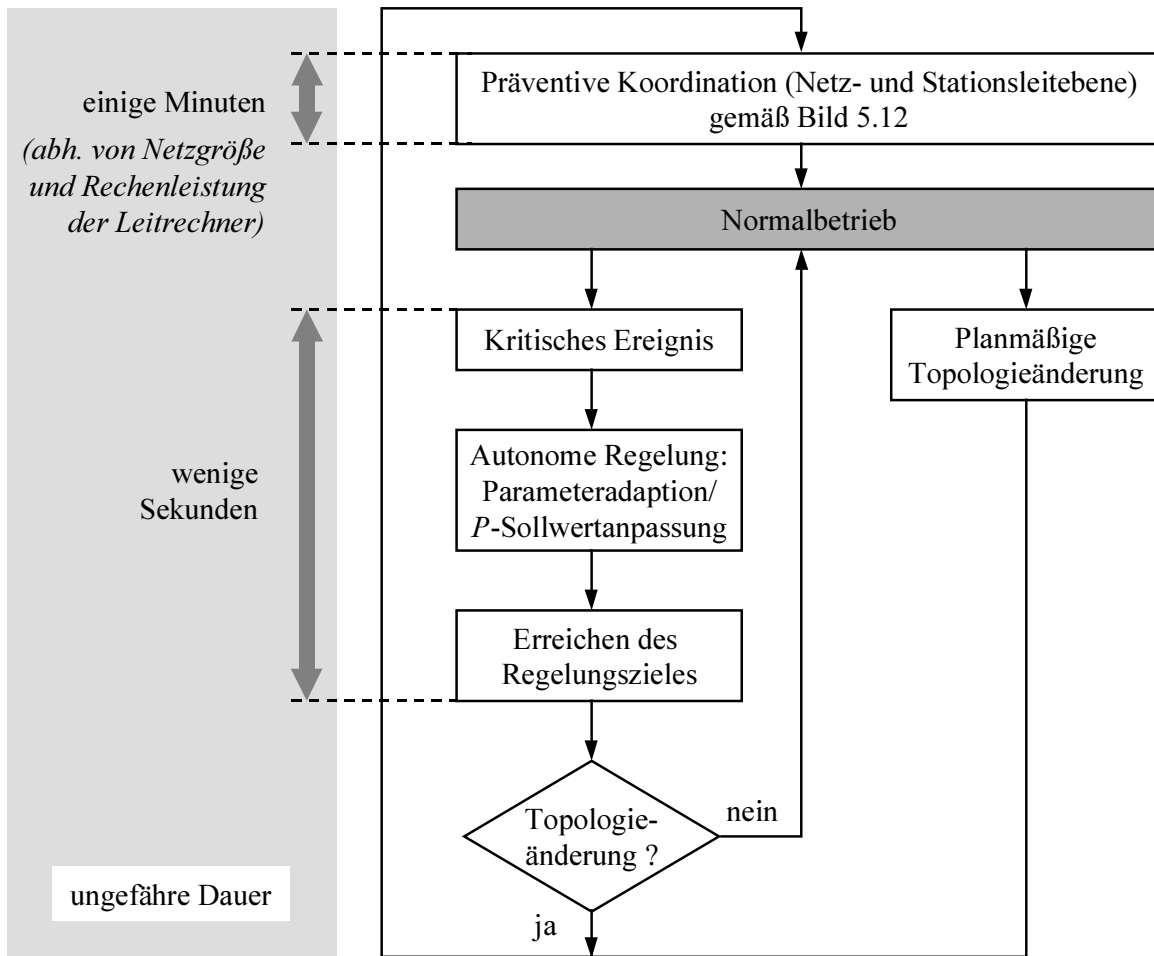 Präventive Koordination (Netz- und Stationsleitebene)
gemäß Bild 5.12
einige Minuten
(abh. von Netzgröße
und Rechenleistung
der Leitrechner)
Normalbetrieb
Kritisches Ereignis
Planmäßige
Topologieänderung
Autonome Regelung:
Parameteradaption/
P-Sollwertanpassung
wenige
Sekunden
Erreichen des
Regelungszieles
Topologie-
änderung ?
nein
ja
ungefähre Dauer